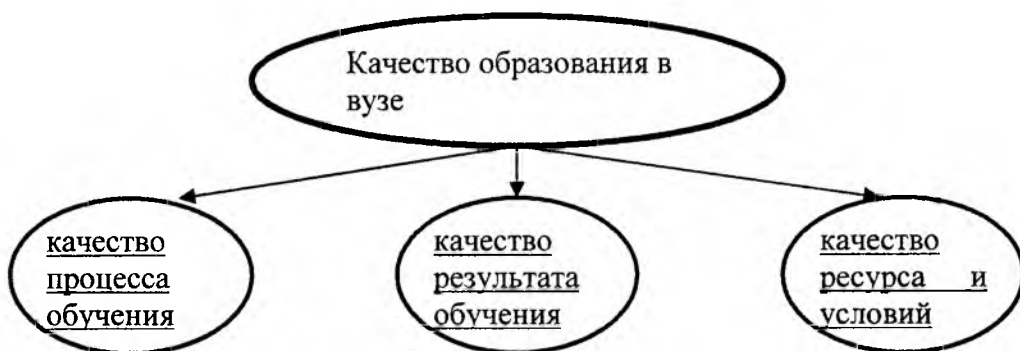 Качество образования в
вузе
качество
процесса
обучения
качество
результата
обучения
качество
ресурса и
условий